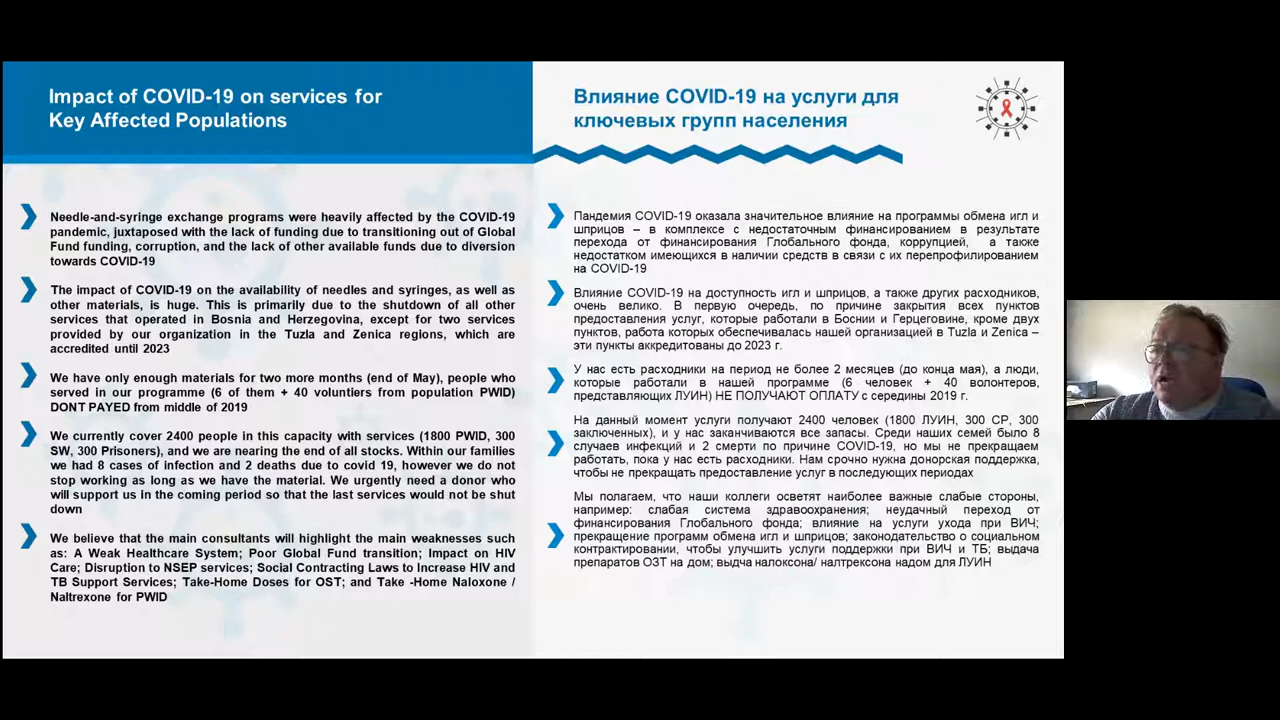 Impact of COVID-19 on services for
Key Affected Populations
Needle-and-syringe exchange programs were heavily affected by the COVID-19
pandemic, juxtaposed with the lack of funding due to transitioning out of Global
Fund funding, corruption, and the lack of other available funds due to diversion
towards COVID-19
The impact of COVID-19 on the availability of needles and syringes, as well as
other materials, is huge. This is primarily due to the shutdown of all other
services that operated in Bosnia and Herzegovina, except for two services
provided by our organization in the Tuzla and Zenica regions, which are
accredited until 2023
We have only enough materials for two more months (end of May), people who
served in our programme (6 of them + 40 voluntiers from population PWID)
DONT PAYED from middle of 2019
We currently cover 2400 people in this capacity with services (1800 PWID, 300
SW, 300 Prisoners), and we are nearing the end of all stocks. Within our families
we had 8 cases of infection and 2 deaths due to covid 19, however we do not
stop working as long as we have the material. We urgently need a donor who
will support us in the coming period so that the last services would not be shut
down
We believe that the main consultants will highlight the main weaknesses such
as: A Weak Healthcare System; Poor Global Fund transition; Impact on HIV
Care; Disruption to NSEP services; Social Contracting Laws to Increase HIV and
TB Support Services; Take-Home Doses for OST; and Take -Home Naloxone /
Naltrexone for PWID
Влияние COVID-19 на услуги для
ключевых групп населения
Пандемия COVID-19 оказала значительное влияние на программы обмена игл и
шприцов – в комплексе с недостаточным финансированием в результате
перехода от финансирования Глобального фонда, коррупцией, а также
недостатком имеющихся в наличии средств в связи с их перепрофилированием
на COVID-19
Влияние COVID-19 на доступность игл и шприцов, а также других расходников,
очень велико. В первую очередь, по причине закрытия всех пунктов
предоставления услуг, которые работали в Боснии и Герцеговине, кроме двух
пунктов, работа которых обеспечивалась нашей организацией в Tuzla и Zenica –
эти пункты аккредитованы до 2023 г.
У нас есть расходники на период не более 2 месяцев (до конца мая), а люди,
которые работали в нашей программе (6 человек + 40 волонтеров,
представляющих ЛУИН) НЕ ПОЛУЧАЮТ ОПЛАТУ с середины 2019 г.
На данный момент услуги получают 2400 человек (1800 ЛУИН, 300 СР, 300
заключенных), и у нас заканчиваются все запасы. Среди наших семей было 8
случаев инфекций и 2 смерти по причине COVID-19, но мы не прекращаем
работать, пока у нас есть расходники. Нам срочно нужна донорская поддержка,
чтобы не прекращать предоставление услуг в последующих периодах
Мы полагаем, что наши коллеги осветят наиболее важные слабые стороны,
например: слабая система здравоохранения; неудачный переход от
финансирования Глобального фонда; влияние на услуги ухода при ВИЧ;
прекращение программ обмена игл и шприцов; законодательство о социальном
контрактировании, чтобы улучшить услуги поддержки при ВИЧ и ТБ; выдача
препаратов ОЗТ на дом; выдча налоксона/ налтрексона надом для ЛУИН